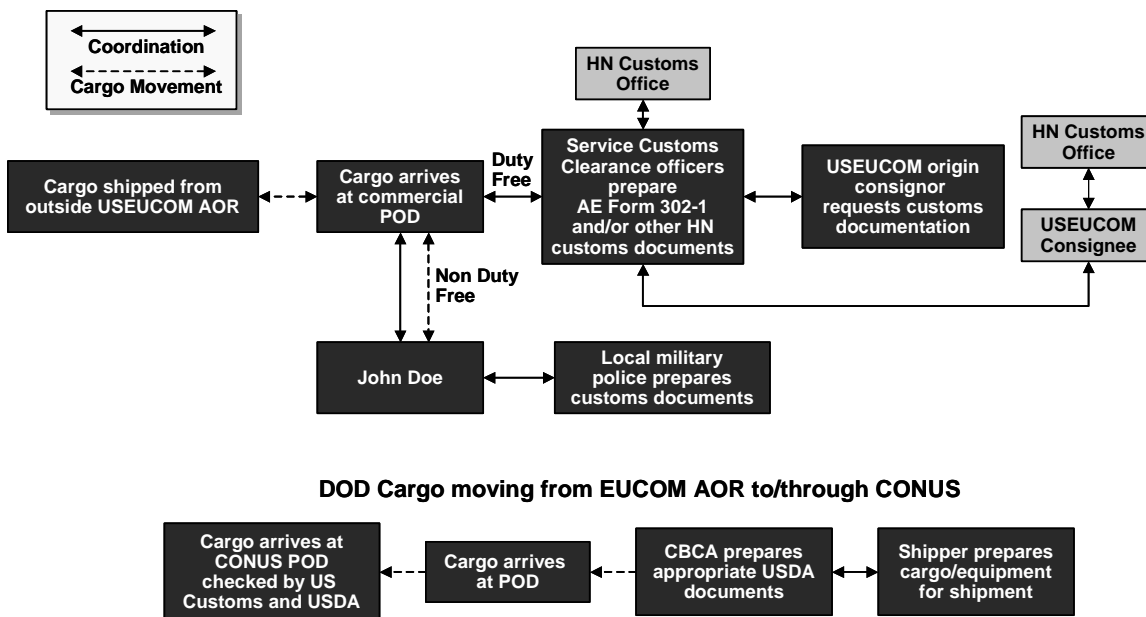 Coordination
Cargo Movement
HN Customs
Office
HN Customs
Office
Cargo shipped from
outside USEUCOM AOR
Cargo arrives
at commercial
POD
Duty
Free
Service Customs
Clearance officers
prepare
AE Form 302-1
and/or other HN
customs documents
USEUCOM origin
consignor
requests customs
documentation
USEUCOM
Consignee
Non Duty
Free
John Doe
Local military
police prepares
customs documents
DOD Cargo moving from EUCOM AOR to/through CONUS
Cargo arrives at
CONUS POD
checked by US
Customs and USDA
Cargo arrives
at POD
CBCA prepares
appropriate USDA
documents
Shipper prepares
cargo/equipment
for shipment